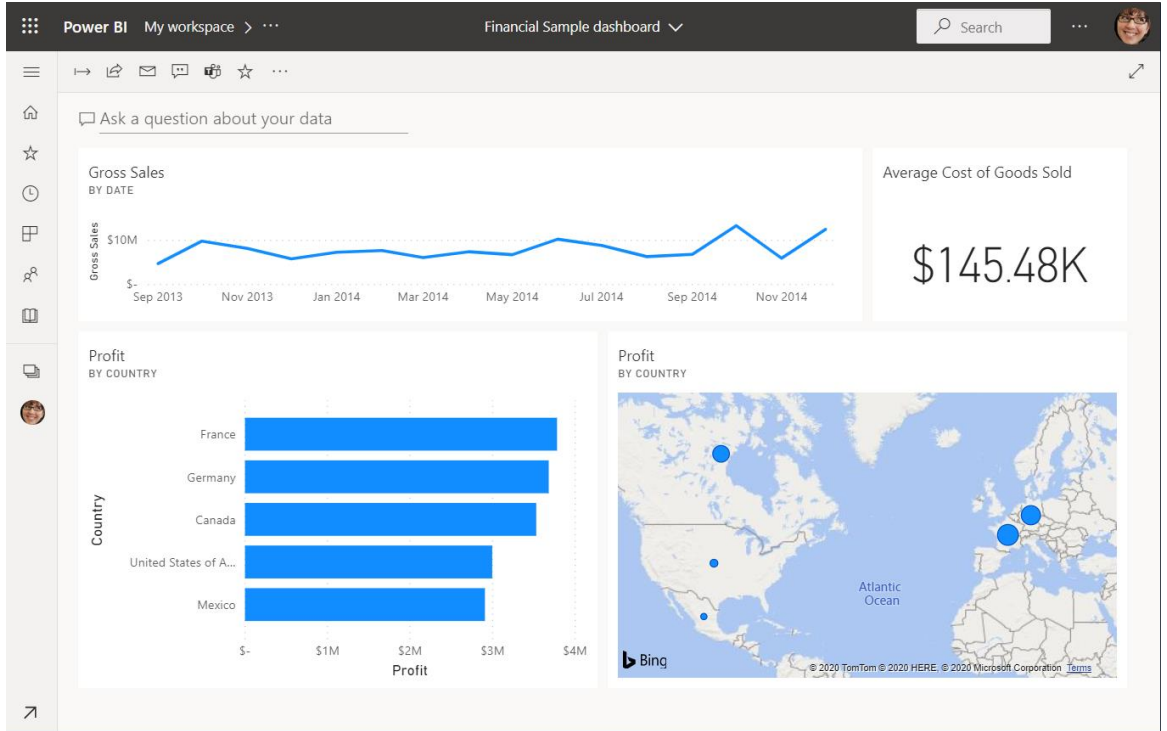 Power BI My workspace > ··· Financial Sample dashboard Search ···
Ask a question about your data
Gross Sales
BY DATE
Gross Sales
$10M
$-
Sep 2013 Nov 2013 Jan 2014 Mar 2014 May 2014 Jul 2014 Sep 2014 Nov 2014
Average Cost of Goods Sold
$145.48K
Profit
BY COUNTRY
Country
France
Germany
Canada
United States of A...
Mexico
$- $1M $2M $3M $4M
Profit
Profit
BY COUNTRY
Atlantic
Ocean
Bing
© 2020 TomTom © 2020 HERE, © 2020 Microsoft Corporation Terms